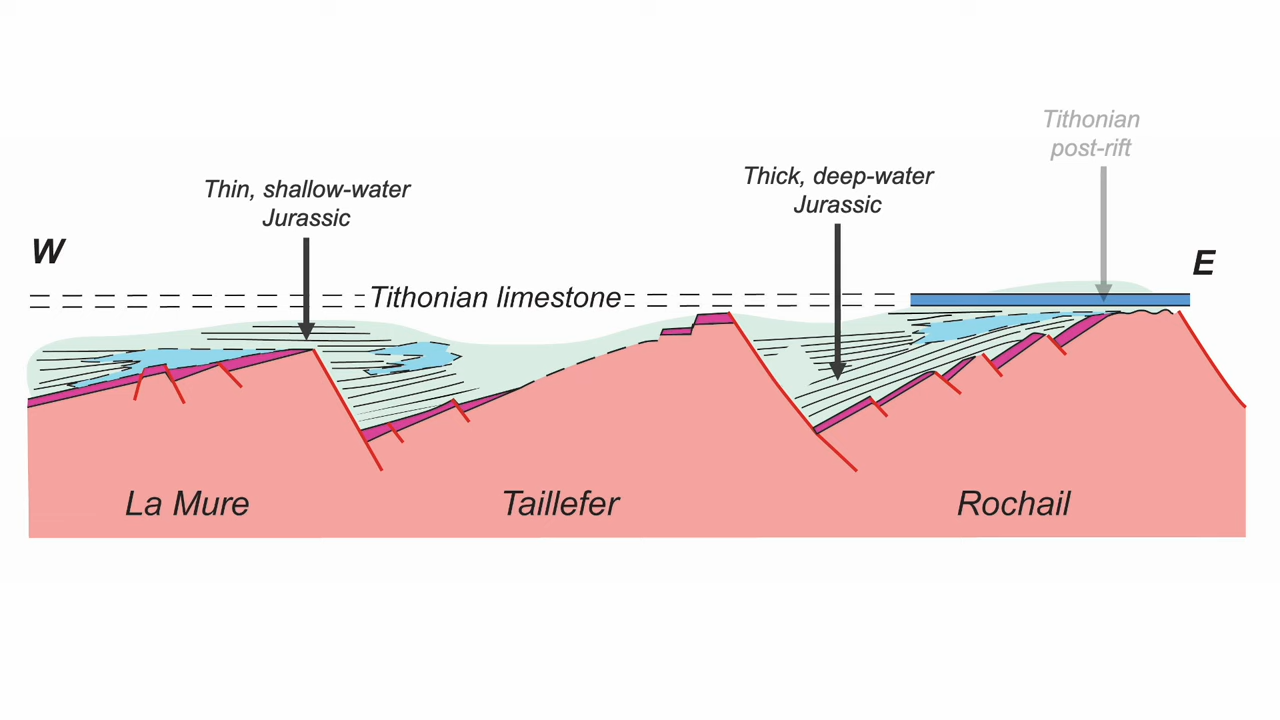 Tithonian
post-rift
Thin, shallow-water
Jurassic
Thick, deep-water
Jurassic
W
E
Tithonian limestone
La Mure
Taillefer
Rochail